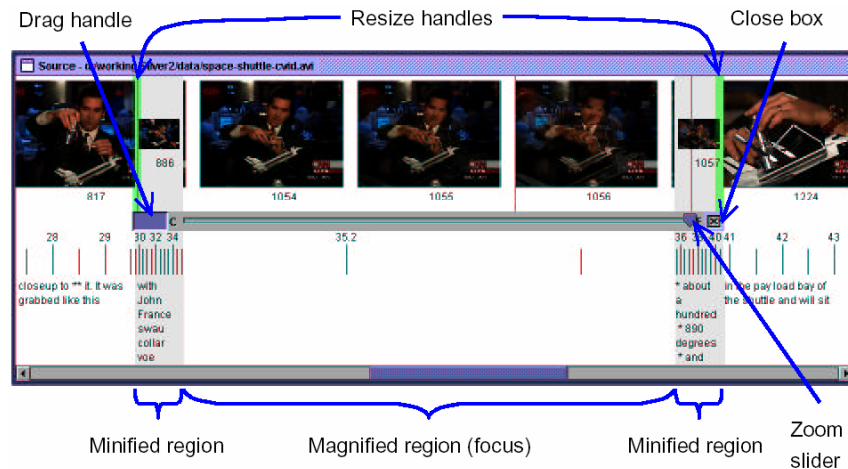 Drag handle
Resize handles
Close box
Source - d:/working/silver2/data/space-shuttle-cvid.avi
817
886
1054
1055
1056
1057
1224
C
28 29 30 32 34 35.2 36 40 41 42 43
closeup to ** it. It was
grabbed like this
with
John
France
swau
collar
voe
* about
a
hundred
* 890
degrees
* and
in the pay load bay of
the shuttle and will sit
Minified region
Magnified region (focus)
Minified region
Zoom
slider